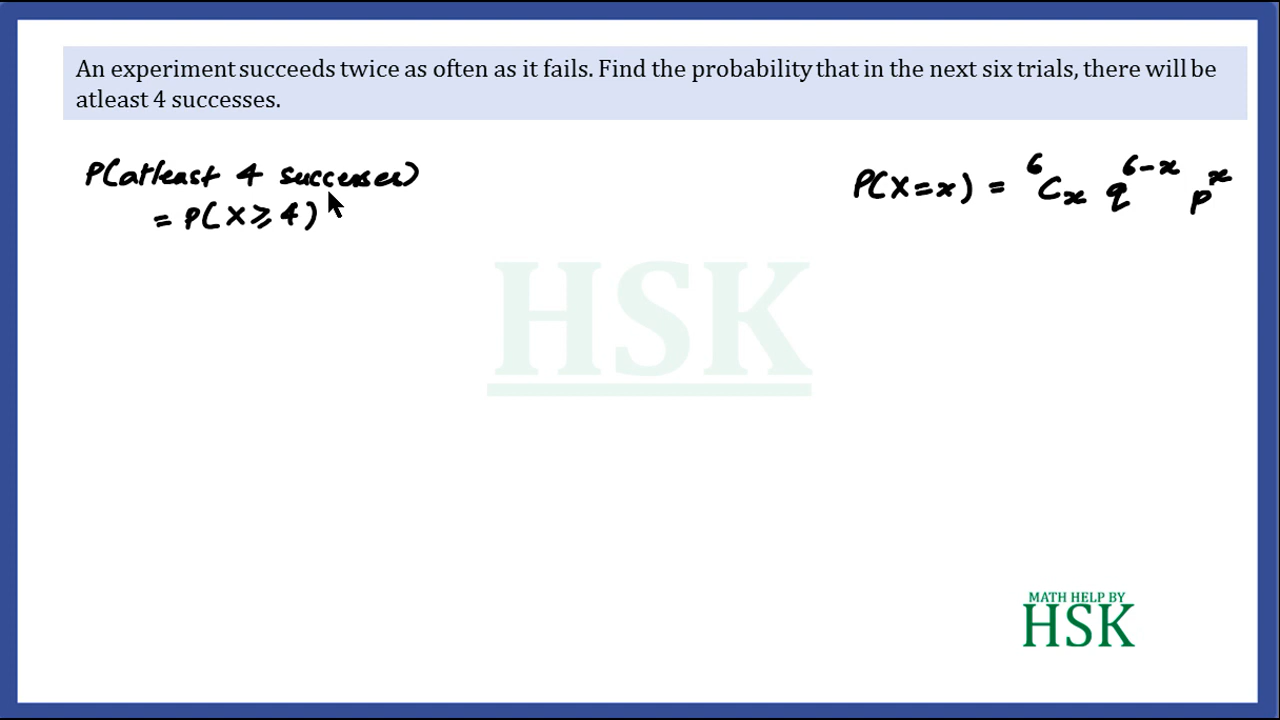 An experiment succeeds twice as often as it fails. Find the probability that in the next six trials, there will be
atleast 4 successes.
P(atleast 4 successes)
= P(X ≥ 4)
P(X=x) = ⁶Cₓ q⁶⁻ˣ pˣ
HSK
MATH HELP BY
HSK